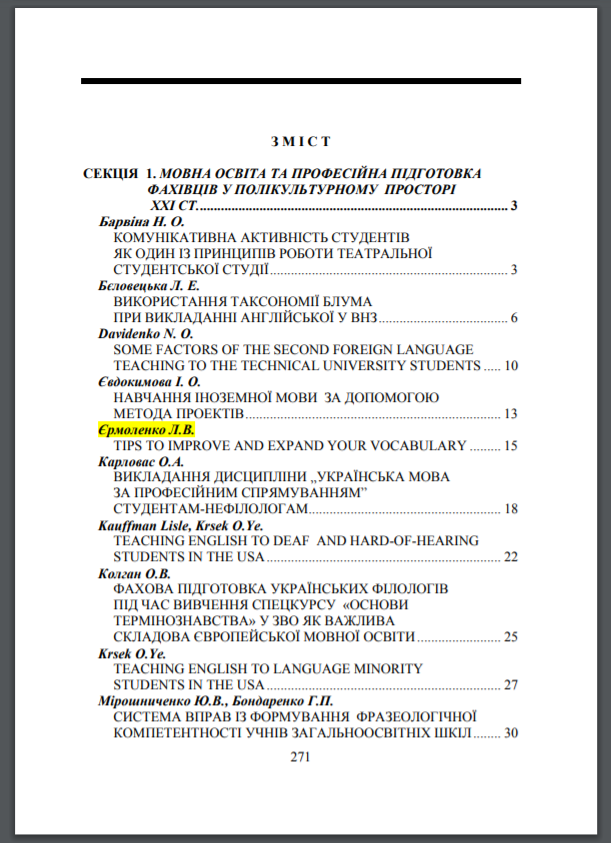 З М І С Т
СЕКЦІЯ 1. МОВНА ОСВІТА ТА ПРОФЕСІЙНА ПІДГОТОВКА
ФАХІВЦІВ У ПОЛІКУЛЬТУРНОМУ ПРОСТОРІ
ХХІ СТ. 3
Барвіна Н. О.
КОМУНІКАТИВНА АКТИВНІСТЬ СТУДЕНТІВ
ЯК ОДИН ІЗ ПРИНЦИПІВ РОБОТИ ТЕАТРАЛЬНОЇ
СТУДЕНТСЬКОЇ СТУДІЇ 3
Бєловецька Л. Е.
ВИКОРИСТАННЯ ТАКСОНОМІЇ БЛУМА
ПРИ ВИКЛАДАННІ АНГЛІЙСЬКОЇ У ВНЗ 6
Davidenko N. O.
SOME FACTORS OF THE SECOND FOREIGN LANGUAGE
TEACHING TO THE TECHNICAL UNIVERSITY STUDENTS ..... 10
Євдокимова І. О.
НАВЧАННЯ ІНОЗЕМНОЇ МОВИ ЗА ДОПОМОГОЮ
МЕТОДА ПРОЕКТІВ 13
Єрмоленко Л.В.
TIPS TO IMPROVE AND EXPAND YOUR VOCABULARY ......... 15
Карловас О.А.
ВИКЛАДАННЯ ДИСЦИПЛІНИ „УКРАЇНСЬКА МОВА
ЗА ПРОФЕСІЙНИМ СПРЯМУВАННЯМ”
СТУДЕНТАМ-НЕФІЛОЛОГАМ 18
Kauffman Lisle, Krsek O.Ye.
TEACHING ENGLISH TO DEAF AND HARD-OF-HEARING
STUDENTS IN THE USA 22
Колган О.В.
ФАХОВА ПІДГОТОВКА УКРАЇНСЬКИХ ФІЛОЛОГІВ
ПІД ЧАС ВИВЧЕННЯ СПЕЦКУРСУ «ОСНОВИ
ТЕРМІНОЗНАВСТВА» У ЗВО ЯК ВАЖЛИВА
СКЛАДОВА ЄВРОПЕЙСЬКОЇ МОВНОЇ ОСВІТИ 25
Krsek O.Ye.
TEACHING ENGLISH TO LANGUAGE MINORITY
STUDENTS IN THE USA 27
Мірошниченко Ю.В., Бондаренко Г.П.
СИСТЕМА ВПРАВ ІЗ ФОРМУВАННЯ ФРАЗЕОЛОГІЧНОЇ
КОМПЕТЕНТНОСТІ УЧНІВ ЗАГАЛЬНООСВІТНІХ ШКІЛ ........ 30
271